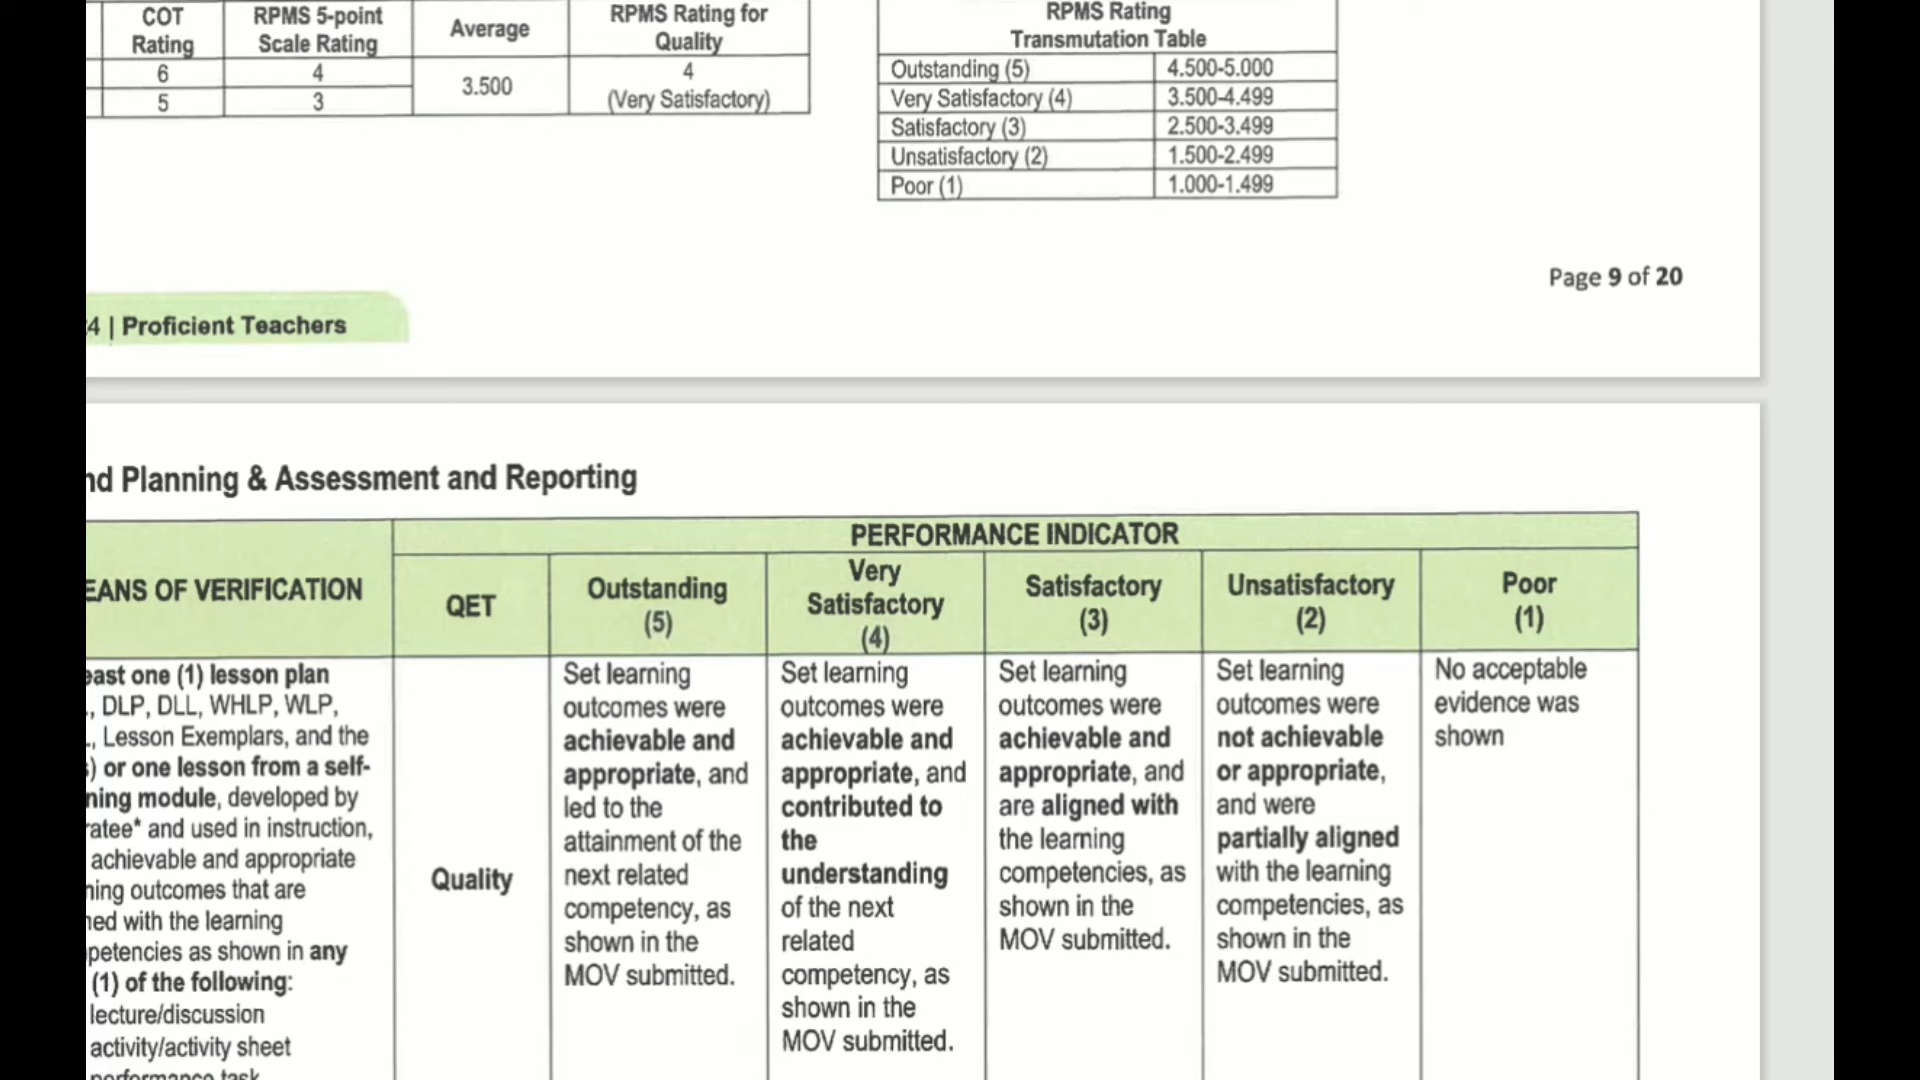 COT
Rating
RPMS 5-point
Scale Rating
Average
RPMS Rating for
Quality
6
4
3.500
4
(Very Satisfactory)
5
3
RPMS Rating
Transmutation Table
Outstanding (5) 4.500-5.000
Very Satisfactory (4) 3.500-4.499
Satisfactory (3) 2.500-3.499
Unsatisfactory (2) 1.500-2.499
Poor (1) 1.000-1.499
Page 9 of 20
4 | Proficient Teachers
nd Planning & Assessment and Reporting
EANS OF VERIFICATION
PERFORMANCE INDICATOR
QET
Outstanding
(5)
Very
Satisfactory
(4)
Satisfactory
(3)
Unsatisfactory
(2)
Poor
(1)
east one (1) lesson plan
, DLP, DLL, WHLP, WLP,
., Lesson Exemplars, and the
) or one lesson from a self-
ning module, developed by
ratee* and used in instruction,
achievable and appropriate
ning outcomes that are
ned with the learning
petencies as shown in any
(1) of the following:
lecture/discussion
activity/activity sheet
performance task
Quality
Set learning
outcomes were
achievable and
appropriate, and
led to the
attainment of the
next related
competency, as
shown in the
MOV submitted.
Set learning
outcomes were
achievable and
appropriate, and
contributed to
the
understanding
of the next
related
competency, as
shown in the
MOV submitted.
Set learning
outcomes were
achievable and
appropriate, and
are aligned with
the learning
competencies, as
shown in the
MOV submitted.
Set learning
outcomes were
not achievable
or appropriate,
and were
partially aligned
with the learning
competencies, as
shown in the
MOV submitted.
No acceptable
evidence was
shown